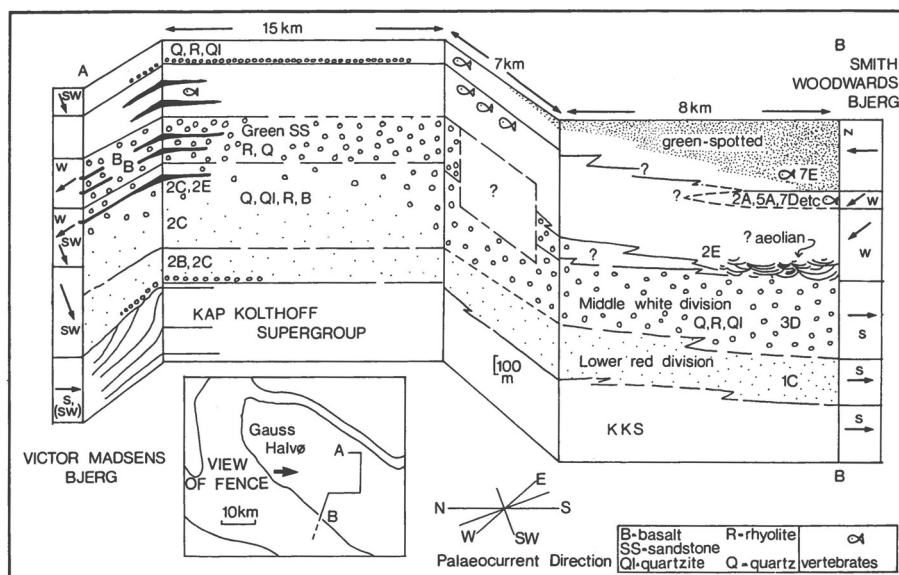 15 km
A
SW
Q, R, QI
7km
B
SMITH
WOODWARDS
BJERG
8km
Green SS
R, Q
B
B
W
green-spotted
N
?
7E
?
2A,5A,7Detc
W
2C, 2E
Q, QI, R, B
2C
W
SW
?
? aeolian
2E
?
W
2B, 2C
Middle white division
Q,R,QI
3D
S
KAP KOLTHOFF
SUPERGROUP
SW
100
m
Lower red division
1C
S
S,
(SW)
KKS
S
VICTOR MADSENS
BJERG
Gauss
Halvø
A
VIEW
OF FENCE
10km
B
B
E
N
S
W
SW
Palaeocurrent Direction
B=basalt R=rhyolite
SS=sandstone
QI=quartzite Q=quartz vertebrates